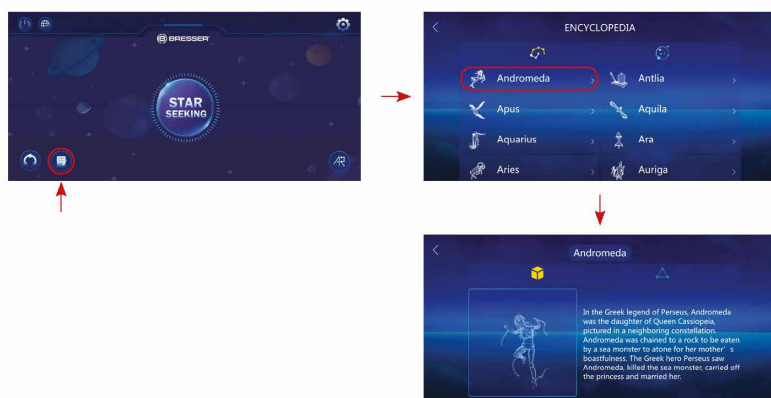 BRESSER
STAR
SEEKING
AR
ENCYCLOPEDIA
Andromeda
Antlia
Apus
Aquila
Aquarius
Ara
Aries
Auriga
Andromeda
In the Greek legend of Perseus, Andromeda
was the daughter of Queen Cassiopeia,
pictured in a neighboring constellation.
Andromeda was chained to a rock to be eaten
by a sea monster to atone for her mother’ s
boastfulness. The Greek hero Perseus saw
Andromeda, killed the sea monster, carried off
the princess and married her.